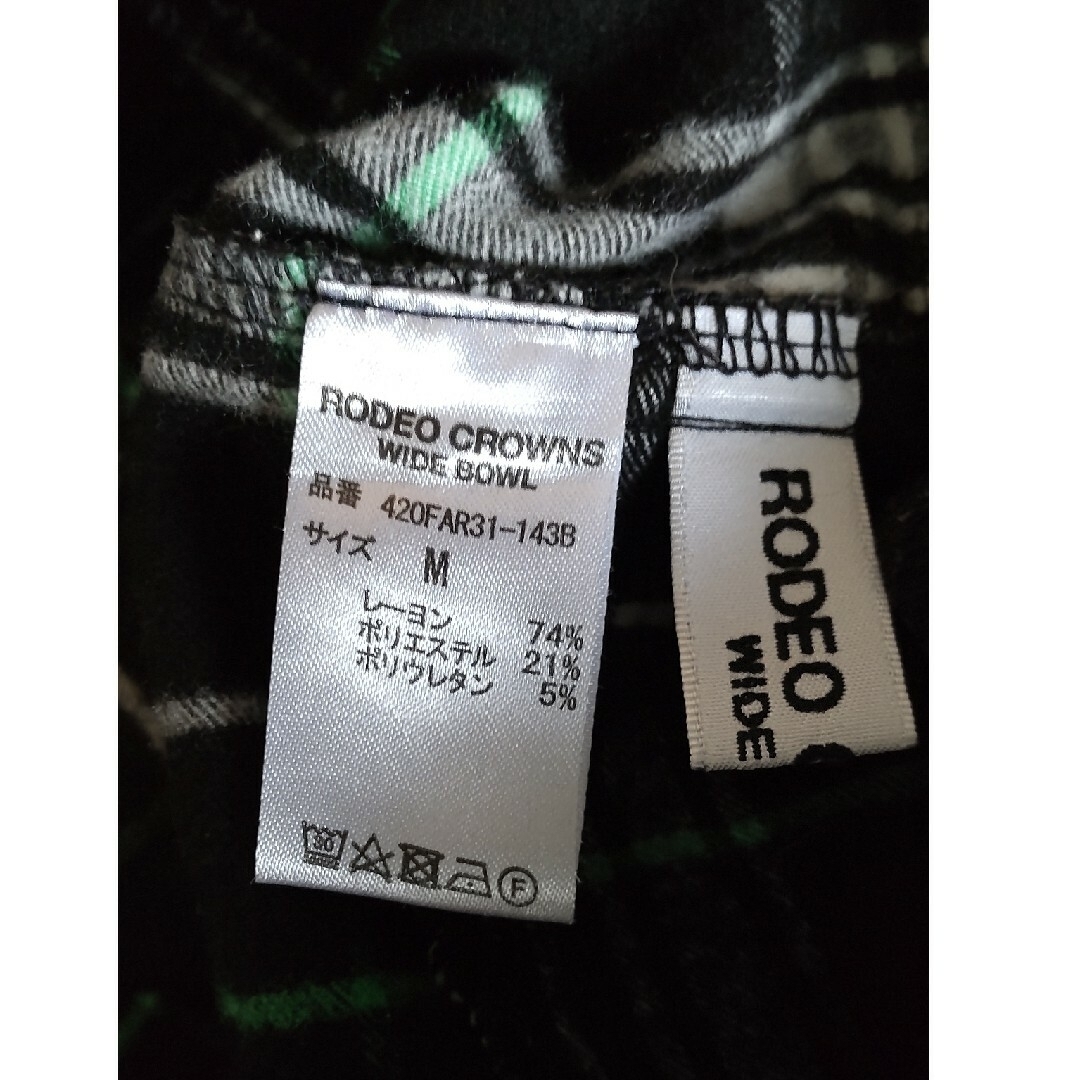 RODEO CROWNS
WIDE BOWL
品番 420FAR31-143B
サイズ M
レーヨン 74%
ポリエステル 21%
ポリウレタン 5%
30
F
RODEO
WIDE